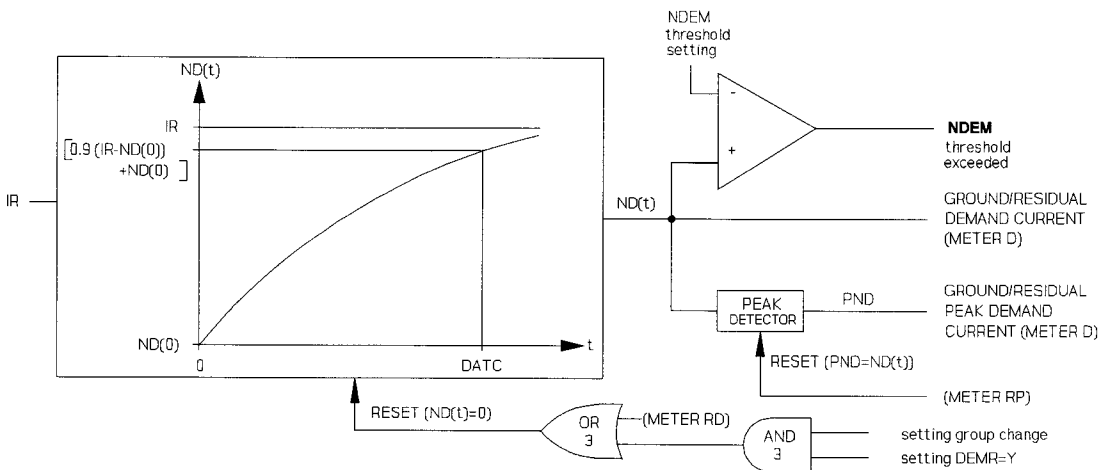 NDEM
threshold
setting
ND(t)
IR
[0.9 (IR-ND(0))
+ND(0) ]
IR
ND(0)
0
DATC
t
ND(t)
-
+
NDEM
threshold
exceeded
GROUND/RESIDUAL
DEMAND CURRENT
(METER D)
PEAK
DETECTOR
PND
GROUND/RESIDUAL
PEAK DEMAND
CURRENT (METER D)
RESET (PND=ND(t))
(METER RP)
RESET (ND(t)=0)
OR
3
(METER RD)
AND
3
setting group change
setting DEMR=Y